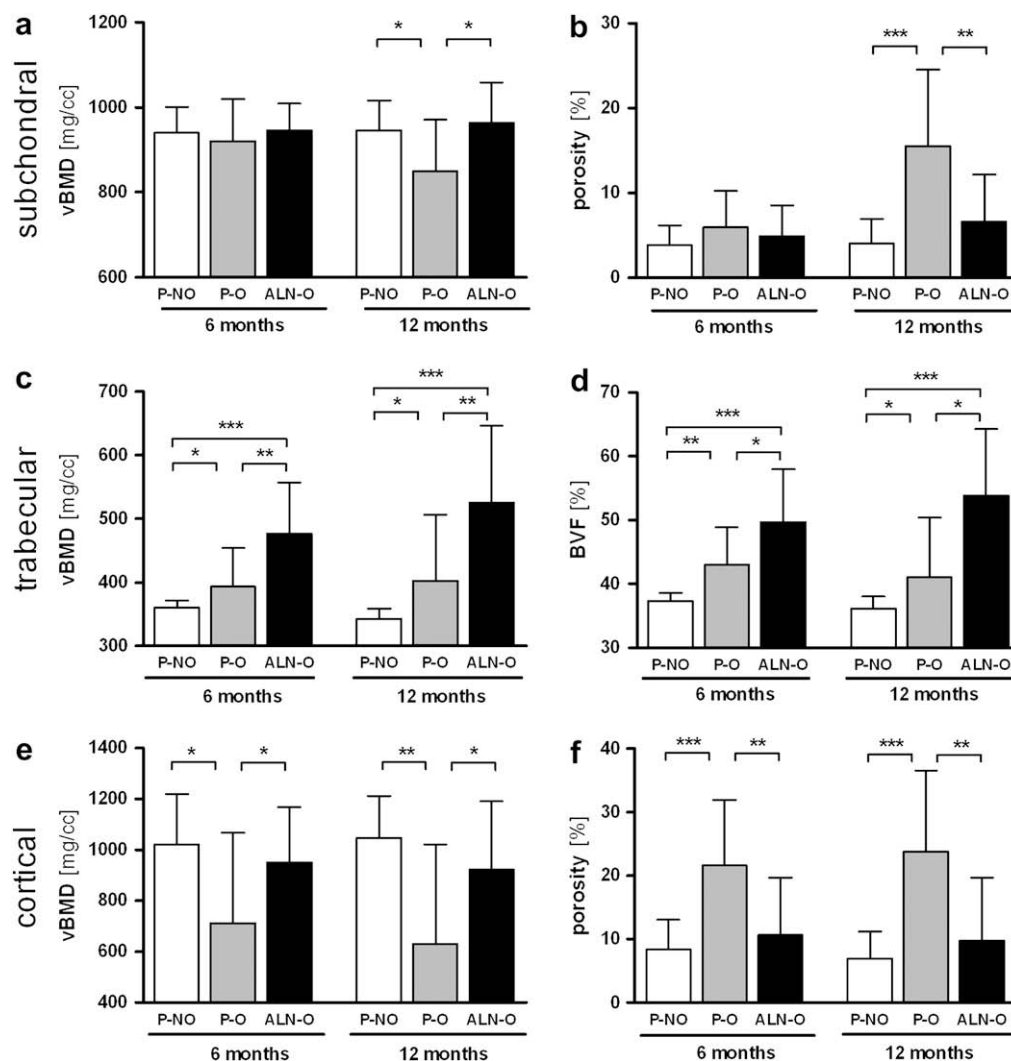 a
subchondral
vBMD [mg/cc]
1200
1000
800
600
* *
P-NO P-O ALN-O P-NO P-O ALN-O
6 months 12 months
b
porosity [%]
30
20
10
0
*** **
P-NO P-O ALN-O P-NO P-O ALN-O
6 months 12 months
c
trabecular
vBMD [mg/cc]
700
600
500
400
300
***
* **
***
* **
P-NO P-O ALN-O P-NO P-O ALN-O
6 months 12 months
d
BVF [%]
70
60
50
40
30
***
** *
***
* *
P-NO P-O ALN-O P-NO P-O ALN-O
6 months 12 months
e
cortical
vBMD [mg/cc]
1400
1200
1000
800
600
400
* * ** *
P-NO P-O ALN-O P-NO P-O ALN-O
6 months 12 months
f
porosity [%]
40
30
20
10
0
*** ** *** **
P-NO P-O ALN-O P-NO P-O ALN-O
6 months 12 months